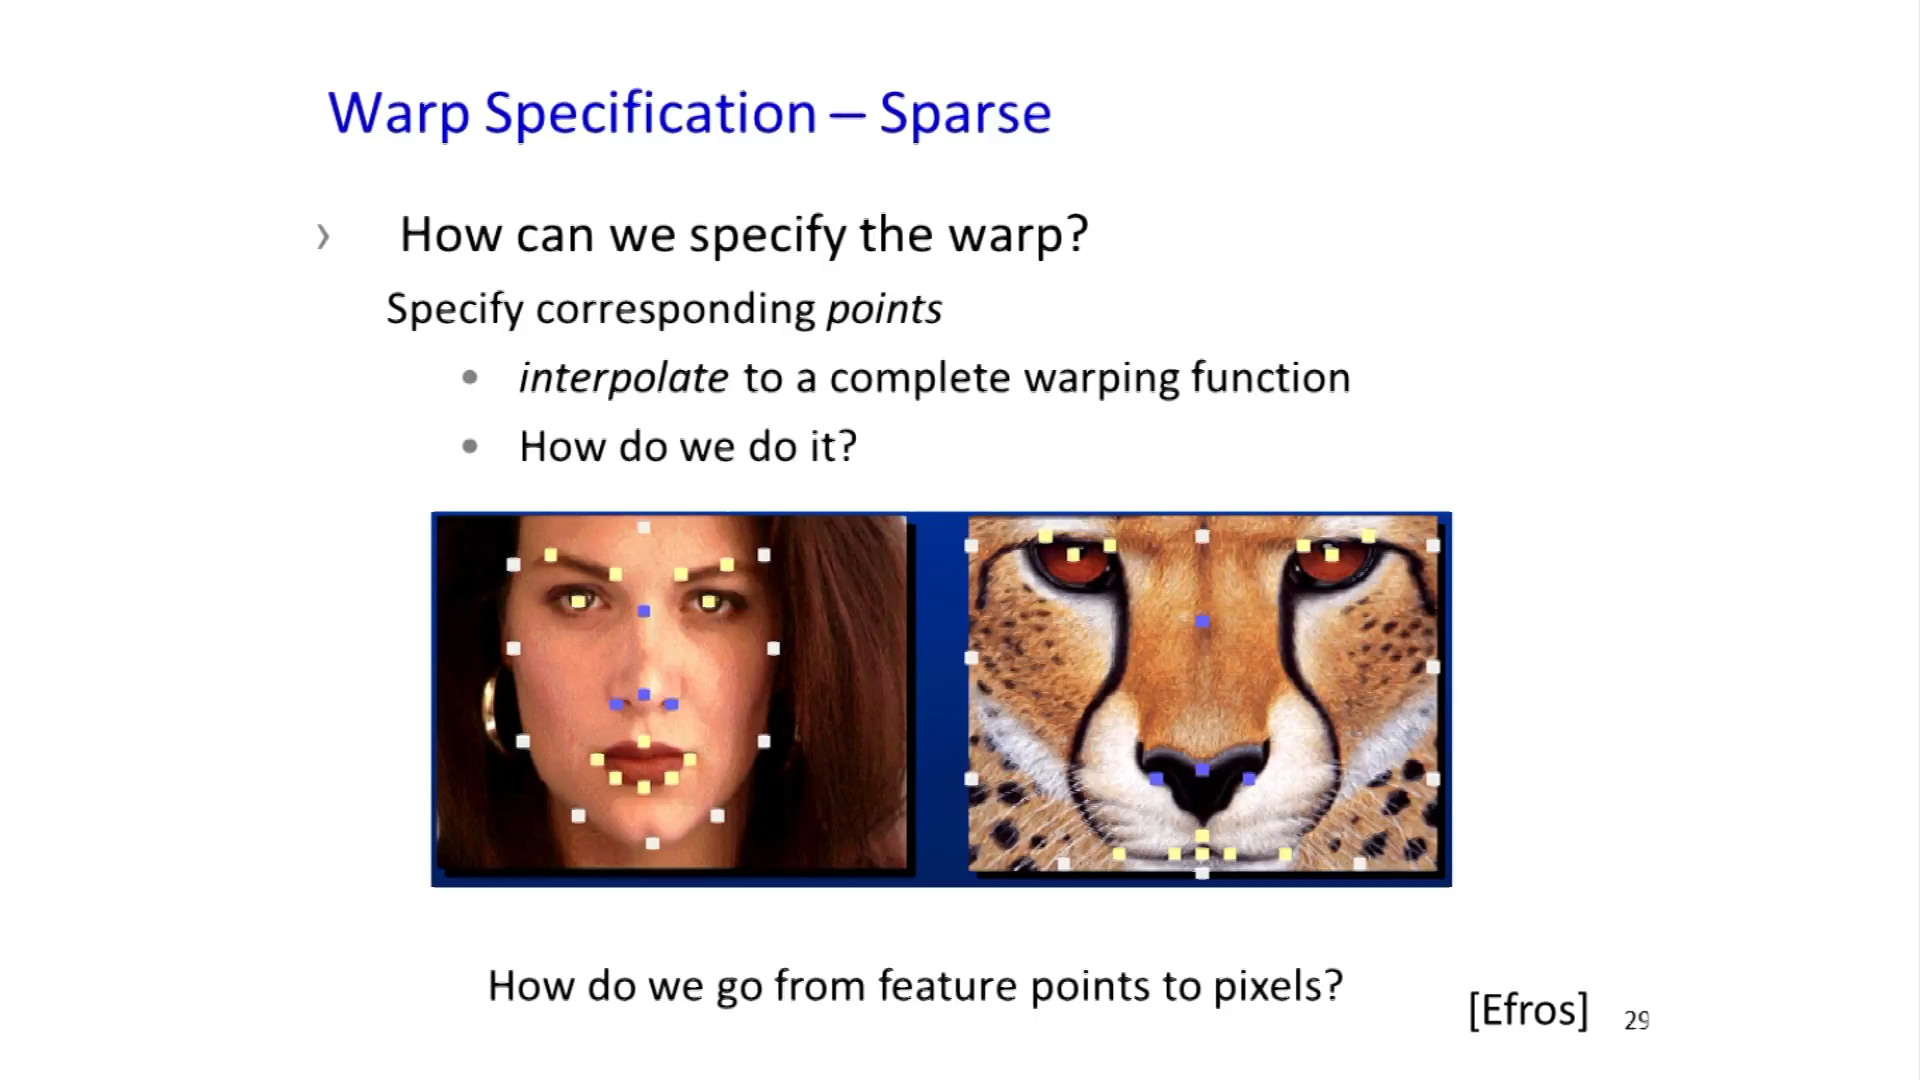 Warp Specification – Sparse
› How can we specify the warp?
Specify corresponding points
• interpolate to a complete warping function
• How do we do it?
How do we go from feature points to pixels?
[Efros]
29